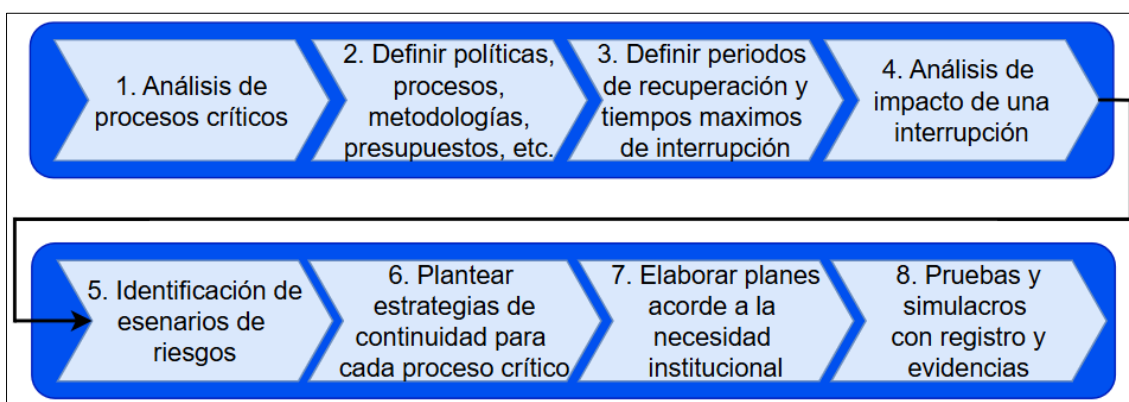 1. Análisis de
procesos críticos
2. Definir políticas,
procesos,
metodologías,
presupuestos, etc.
3. Definir periodos
de recuperación y
tiempos maximos
de interrupción
4. Análisis de
impacto de una
interrupción
5. Identificación de
esenarios de
riesgos
6. Plantear
estrategias de
continuidad para
cada proceso crítico
7. Elaborar planes
acorde a la
necesidad
institucional
8. Pruebas y
simulacros
con registro y
evidencias